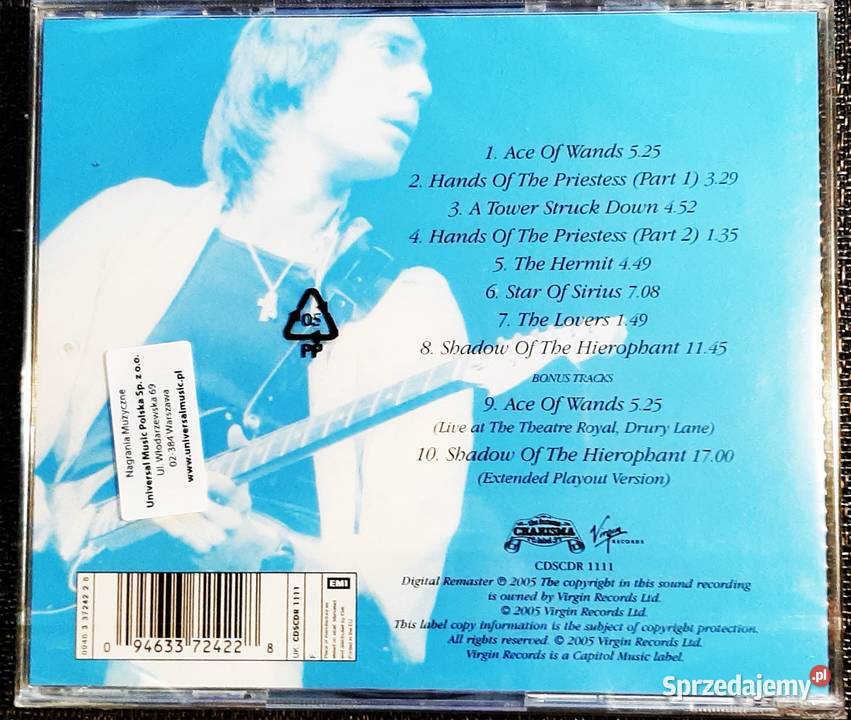 1. Ace Of Wands 5.25
2. Hands Of The Priestess (Part 1) 3.29
3. A Tower Struck Down 4.52
4. Hands Of The Priestess (Part 2) 1.35
5. The Hermit 4.49
6. Star Of Sirius 7.08
7. The Lovers 1.49
8. Shadow Of The Hierophant 11.45
BONUS TRACKS
9. Ace Of Wands 5.25
(Live at The Theatre Royal, Drury Lane)
10. Shadow Of The Hierophant 17.00
(Extended Playout Version)
CHARISMA
Virgin
RECORDS
CDSCDR 1111
Digital Remaster ℗ 2005 The copyright in this sound recording
is owned by Virgin Records Ltd.
© 2005 Virgin Records Ltd.
This label copy information is the subject of copyright protection.
All rights reserved. © 2005 Virgin Records Ltd.
Virgin Records is a Capitol Music label.
05
PP
Nagrania Muzyczne
Universal Music Polska Sp. z o.o.
Ul. Włodarzewska 69
02-384 Warszawa
www.universalmusic.pl
0946 3 37242 2 8
0 94633 72422 8
UK: CDSCDR 1111
F:
EMI
Sprzedajemy.pl